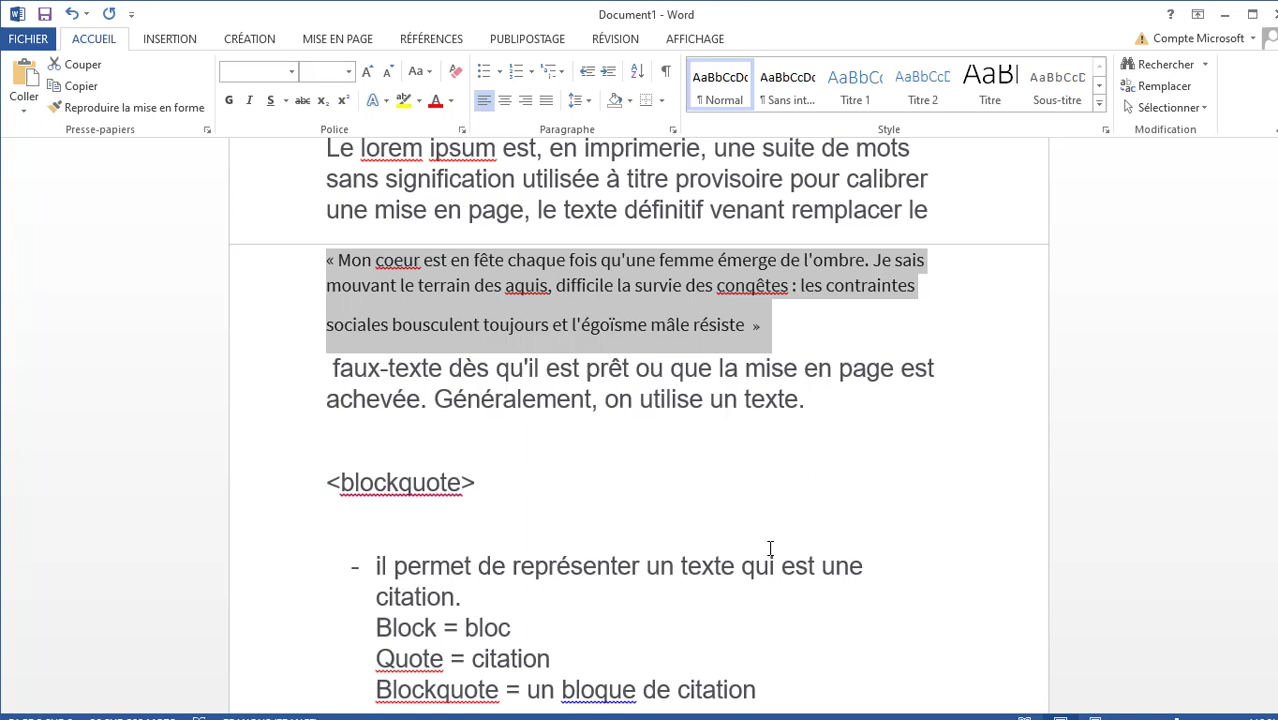 Document1 - Word
FICHIER ACCUEIL INSERTION CRÉATION MISE EN PAGE RÉFÉRENCES PUBLIPOSTAGE RÉVISION AFFICHAGE Compte Microsoft
Coller
Couper
Copier
Reproduire la mise en forme
Presse-papiers
Aa
G I S abc x₂ x² A A
Police
Paragraphe
AaBbCcDc AaBbCcDc AaBbCc AaBbCcD AaBl AaBbCcD
¶ Normal ¶ Sans int... Titre 1 Titre 2 Titre Sous-titre
Style
Rechercher
Remplacer
Sélectionner
Modification
Le lorem ipsum est, en imprimerie, une suite de mots
sans signification utilisée à titre provisoire pour calibrer
une mise en page, le texte définitif venant remplacer le
« Mon coeur est en fête chaque fois qu'une femme émerge de l'ombre. Je sais
mouvant le terrain des aquis, difficile la survie des conqêtes : les contraintes
sociales bousculent toujours et l'égoïsme mâle résiste »
faux-texte dès qu'il est prêt ou que la mise en page est
achevée. Généralement, on utilise un texte.
<blockquote>
- il permet de représenter un texte qui est une
citation.
Block = bloc
Quote = citation
Blockquote = un bloque de citation